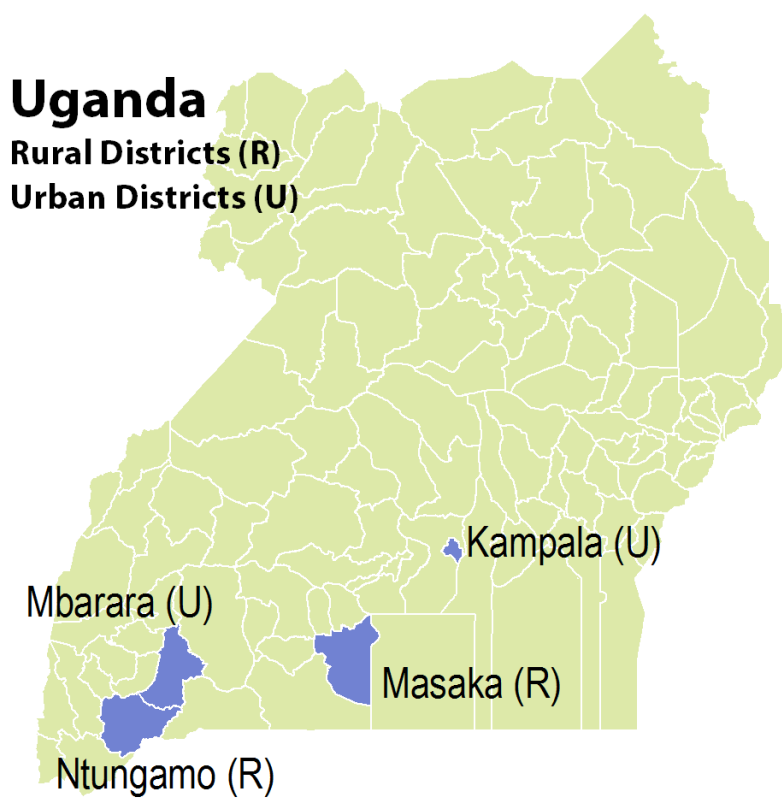 Uganda
Rural Districts (R)
Urban Districts (U)
Kampala (U)
Mbarara (U)
Masaka (R)
Ntungamo (R)